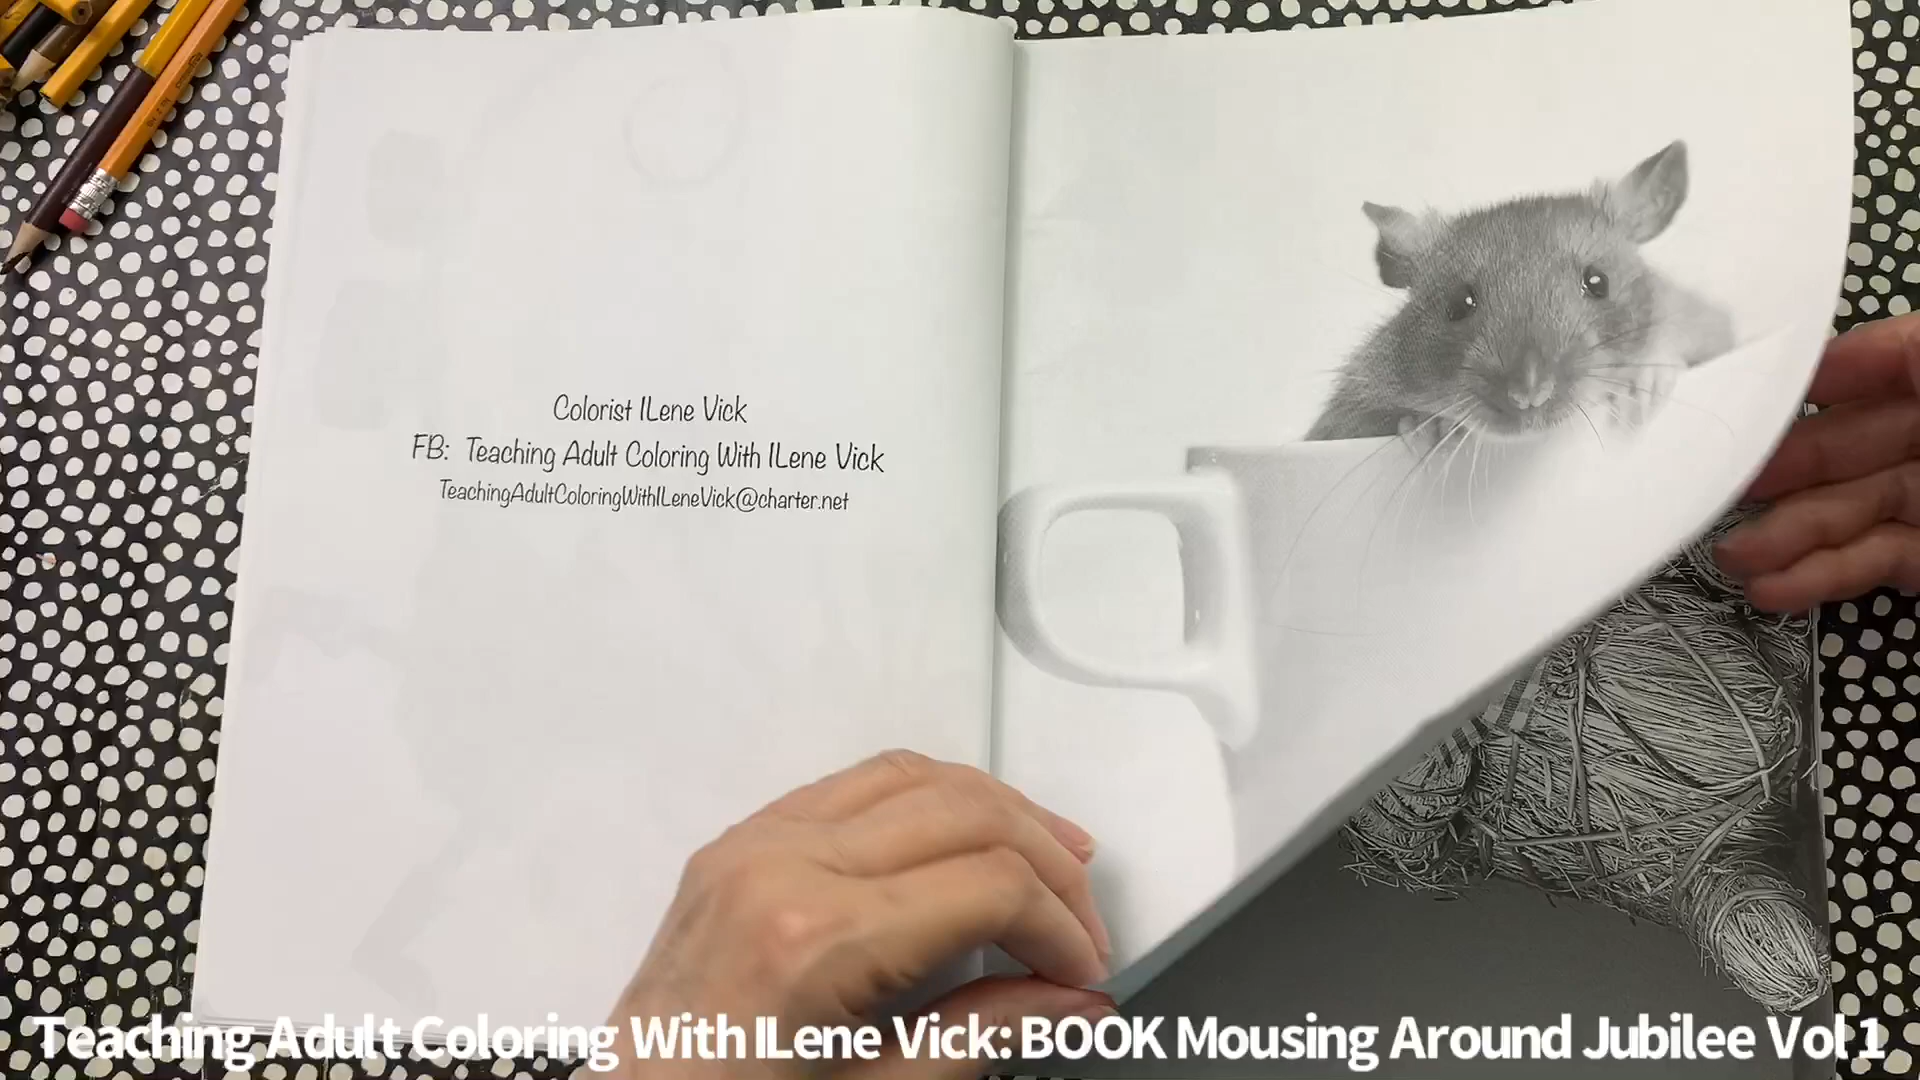 Colorist ILene Vick
FB: Teaching Adult Coloring With ILene Vick
TeachingAdultColoringWithILeneVick@charter.net
Teaching Adult Coloring With ILene Vick: BOOK Mousing Around Jubilee Vol 1